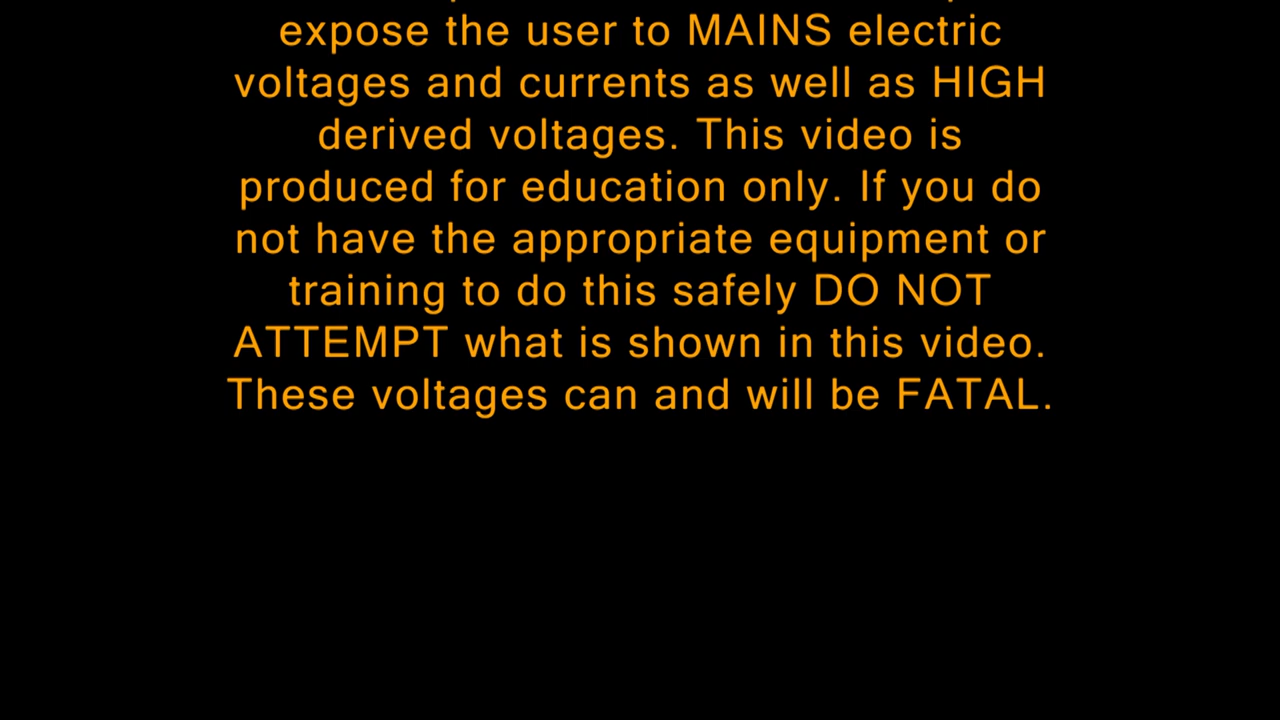 expose the user to MAINS electric
voltages and currents as well as HIGH
derived voltages. This video is
produced for education only. If you do
not have the appropriate equipment or
training to do this safely DO NOT
ATTEMPT what is shown in this video.
These voltages can and will be FATAL.